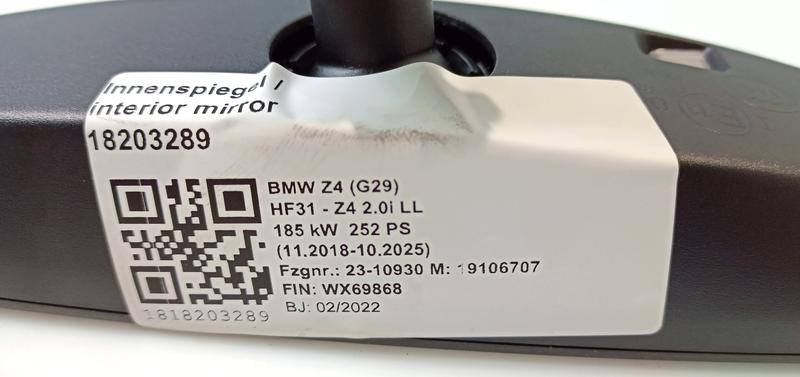 Innenspiegel /
interior mirror
18203289
BMW Z4 (G29)
HF31 - Z4 2.0i LL
185 kW 252 PS
(11.2018-10.2025)
Fzgnr.: 23-10930 M: 19106707
FIN: WX69868
BJ: 02/2022
1818203289